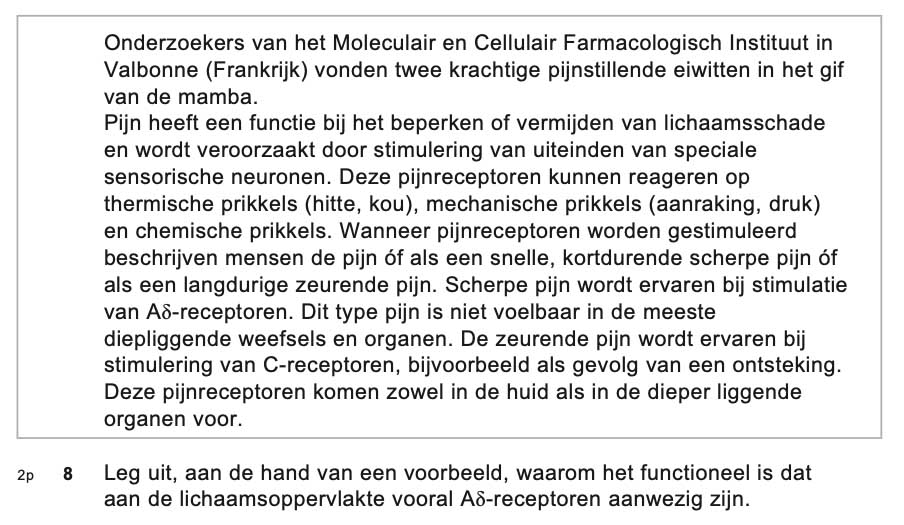 Onderzoekers van het Moleculair en Cellulair Farmacologisch Instituut in
Valbonne (Frankrijk) vonden twee krachtige pijnstillende eiwitten in het gif
van de mamba.
Pijn heeft een functie bij het beperken of vermijden van lichaamsschade
en wordt veroorzaakt door stimulering van uiteinden van speciale
sensorische neuronen. Deze pijnreceptoren kunnen reageren op
thermische prikkels (hitte, kou), mechanische prikkels (aanraking, druk)
en chemische prikkels. Wanneer pijnreceptoren worden gestimuleerd
beschrijven mensen de pijn óf als een snelle, kortdurende scherpe pijn óf
als een langdurige zeurende pijn. Scherpe pijn wordt ervaren bij stimulatie
van Aδ-receptoren. Dit type pijn is niet voelbaar in de meeste
diepliggende weefsels en organen. De zeurende pijn wordt ervaren bij
stimulering van C-receptoren, bijvoorbeeld als gevolg van een ontsteking.
Deze pijnreceptoren komen zowel in de huid als in de dieper liggende
organen voor.
2p 8 Leg uit, aan de hand van een voorbeeld, waarom het functioneel is dat
aan de lichaamsoppervlakte vooral Aδ-receptoren aanwezig zijn.